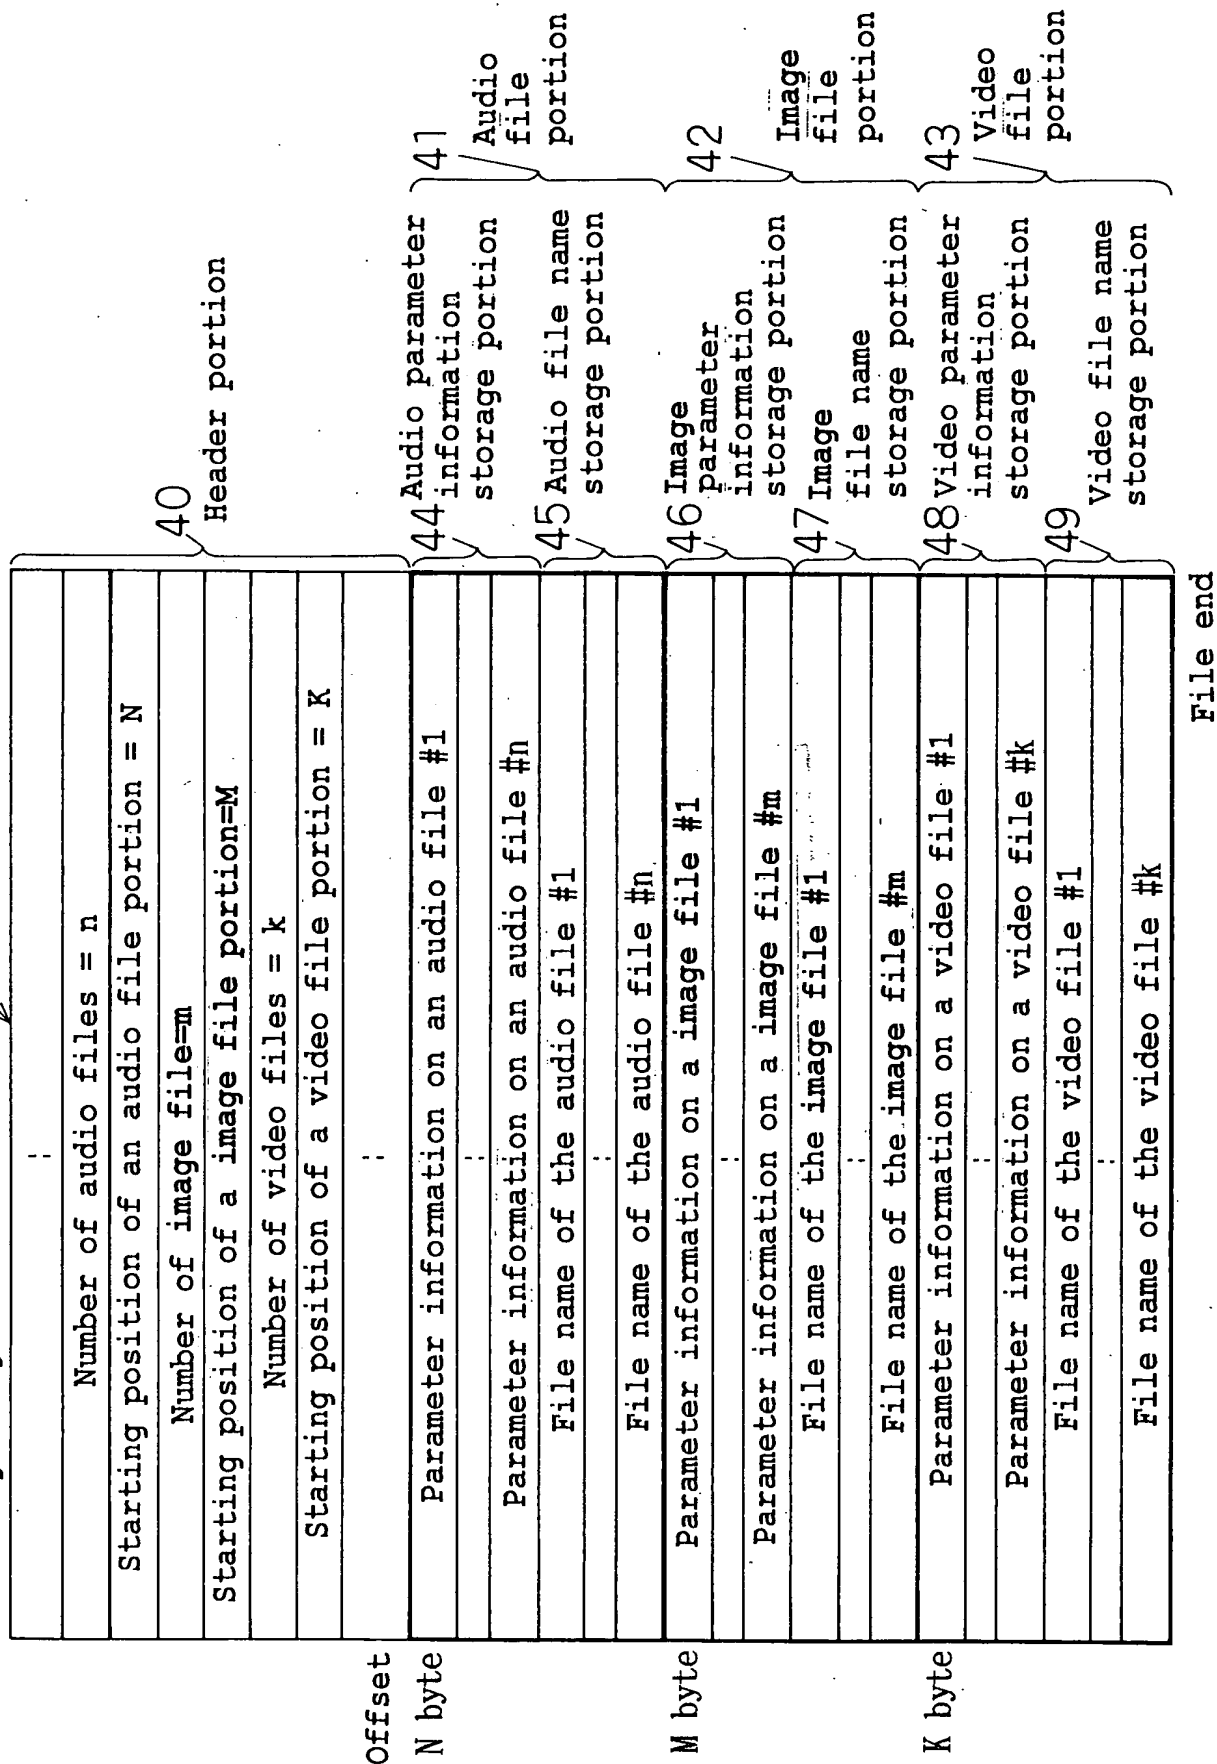 Number of audio files = n
Starting position of an audio file portion = N
Number of image file=m
Starting position of a image file portion=M
Number of video files = k
Starting position of a video file portion = K
40
Header portion
Offset
N byte
Parameter information on an audio file #1
Parameter information on an audio file #n
44
Audio parameter
information
storage portion
File name of the audio file #1
File name of the audio file #n
45
Audio file name
storage portion
41
Audio
file
portion
M byte
Parameter information on a image file #1
Parameter information on a image file #m
46
Image
parameter
information
storage portion
File name of the image file #1
File name of the image file #m
47
Image
file name
storage portion
42
Image
file
portion
K byte
Parameter information on a video file #1
Parameter information on a video file #k
48
Video parameter
information
storage portion
File name of the video file #1
File name of the video file #k
49
Video file name
storage portion
43
Video
file
portion
File end